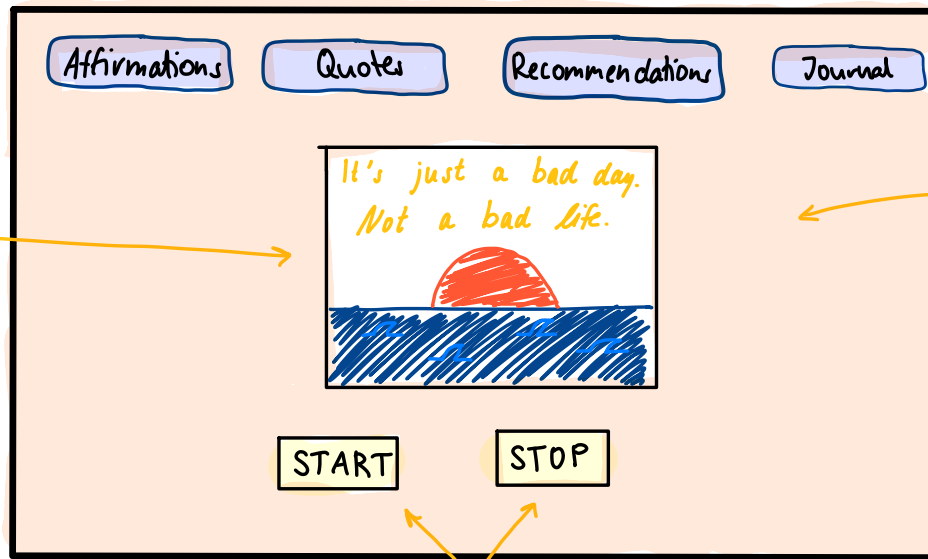 Affirmations Quotes Recommendations Journal
It's just a bad day.
Not a bad life.
START STOP